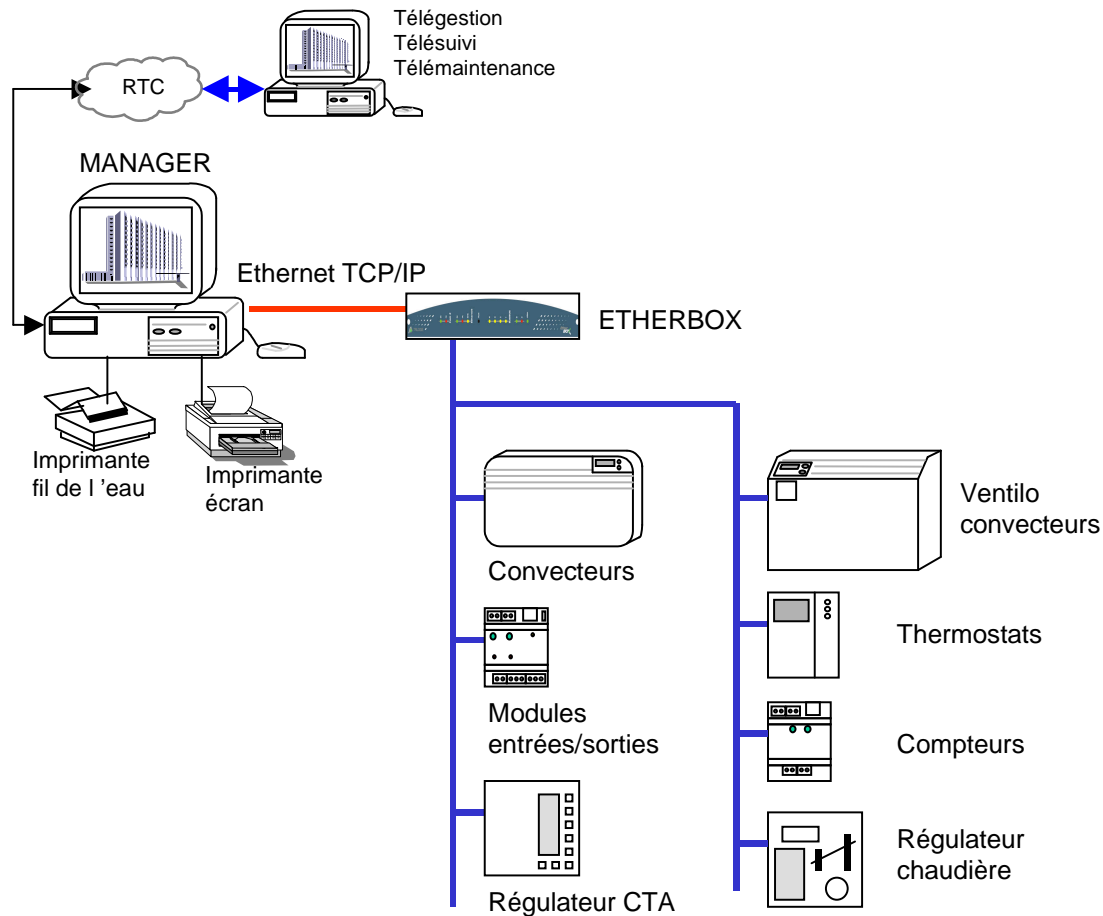 Télégestion
Télésuivi
Télémaintenance
RTC
MANAGER
Ethernet TCP/IP
ETHERBOX
Imprimante
fil de l ’eau
Imprimante
écran
Convecteurs
Ventilo
convecteurs
Modules
entrées/sorties
Thermostats
Compteurs
Régulateur CTA
Régulateur
chaudière